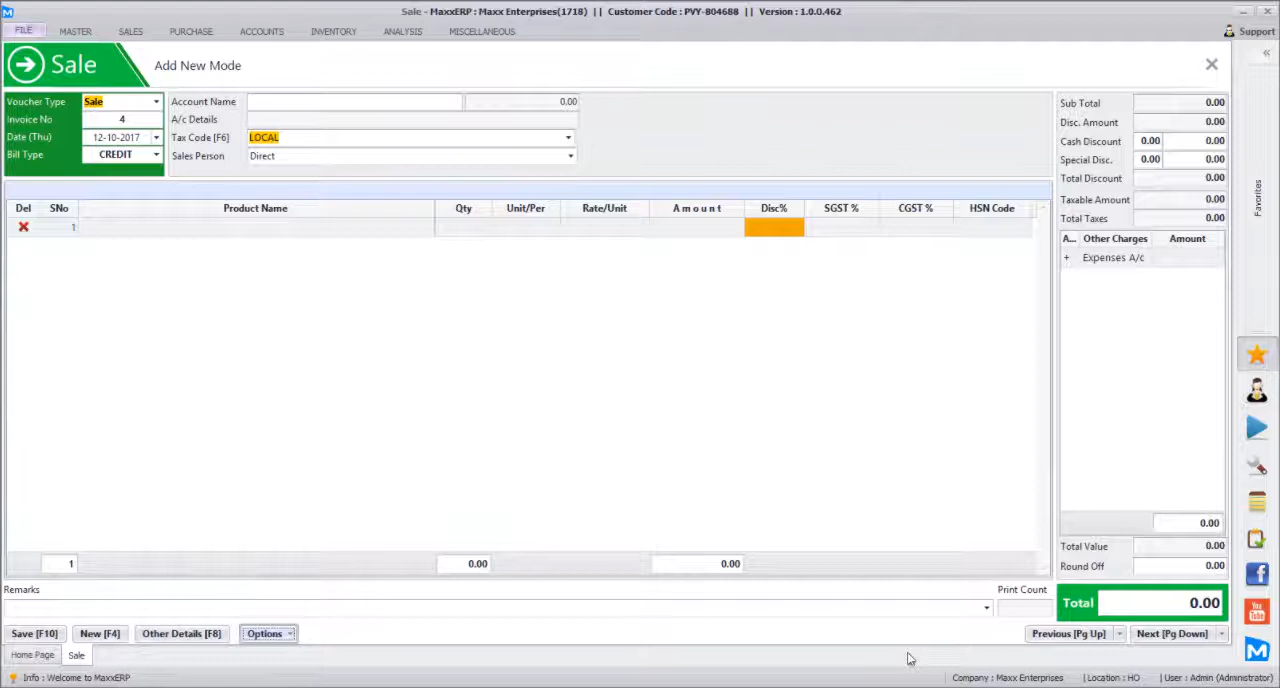 Sale - MaxxERP : Maxx Enterprises(1718) || Customer Code : PVY-804688 || Version : 1.0.0.462
FILE MASTER SALES PURCHASE ACCOUNTS INVENTORY ANALYSIS MISCELLANEOUS Support
Sale Add New Mode
Voucher Type Sale Account Name 0.00 Sub Total 0.00
Invoice No 4 A/c Details Disc. Amount 0.00
Date (Thu) 12-10-2017 Tax Code [F6] LOCAL Cash Discount 0.00 0.00
Bill Type CREDIT Sales Person Direct Special Disc. 0.00 0.00
Total Discount 0.00
Taxable Amount 0.00
Total Taxes 0.00
Favorites
Del SNo Product Name Qty Unit/Per Rate/Unit A m o u n t Disc% SGST % CGST % HSN Code
1
A... Other Charges Amount
+ Expenses A/c
0.00
1 0.00 0.00
Total Value 0.00
Round Off 0.00
Remarks Print Count
Total 0.00
Save [F10] New [F4] Other Details [F8] Options Previous [Pg Up] Next [Pg Down]
Home Page Sale
You
Tube
Info : Welcome to MaxxERP Company : Maxx Enterprises |Location : HO |User : Admin (Administrator)